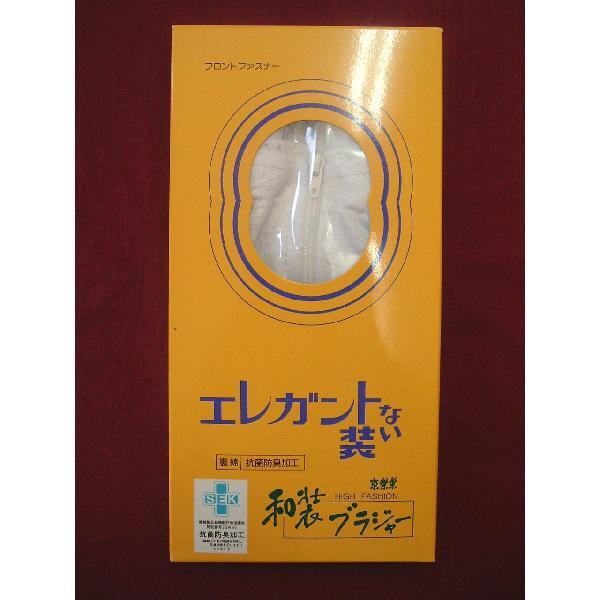 フロントファスナー
エレガントな装い
裏綿 抗菌防臭加工
京紫紫
HIGH FASHION
和装ブラジャー
SEK
抗菌防臭加工